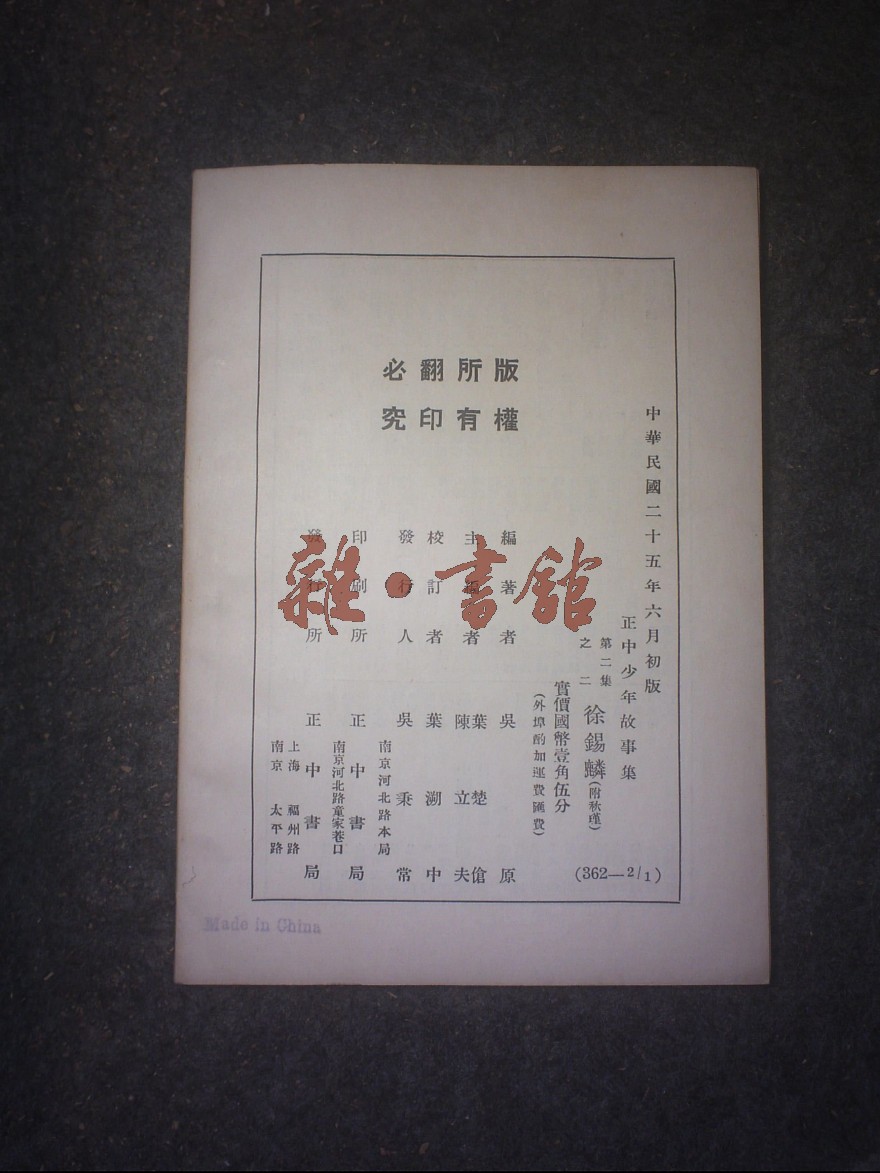 中華民國二十五年六月初版
正中少年故事集
第二集
之二
徐錫麟(附秋瑾)
(362—2/1)
實價國幣壹角伍分
(外埠酌加運費匯費)
版權所有
翻印必究
編著者 吳原
主編者 葉楚傖
陳立夫
校訂者 葉溯中
發行人 吳秉常
南京河北路本局
印刷所 正中書局
南京河北路童家巷口
發行所 正中書局
上海 福州路
南京 太平路
雜·書館
Made in China